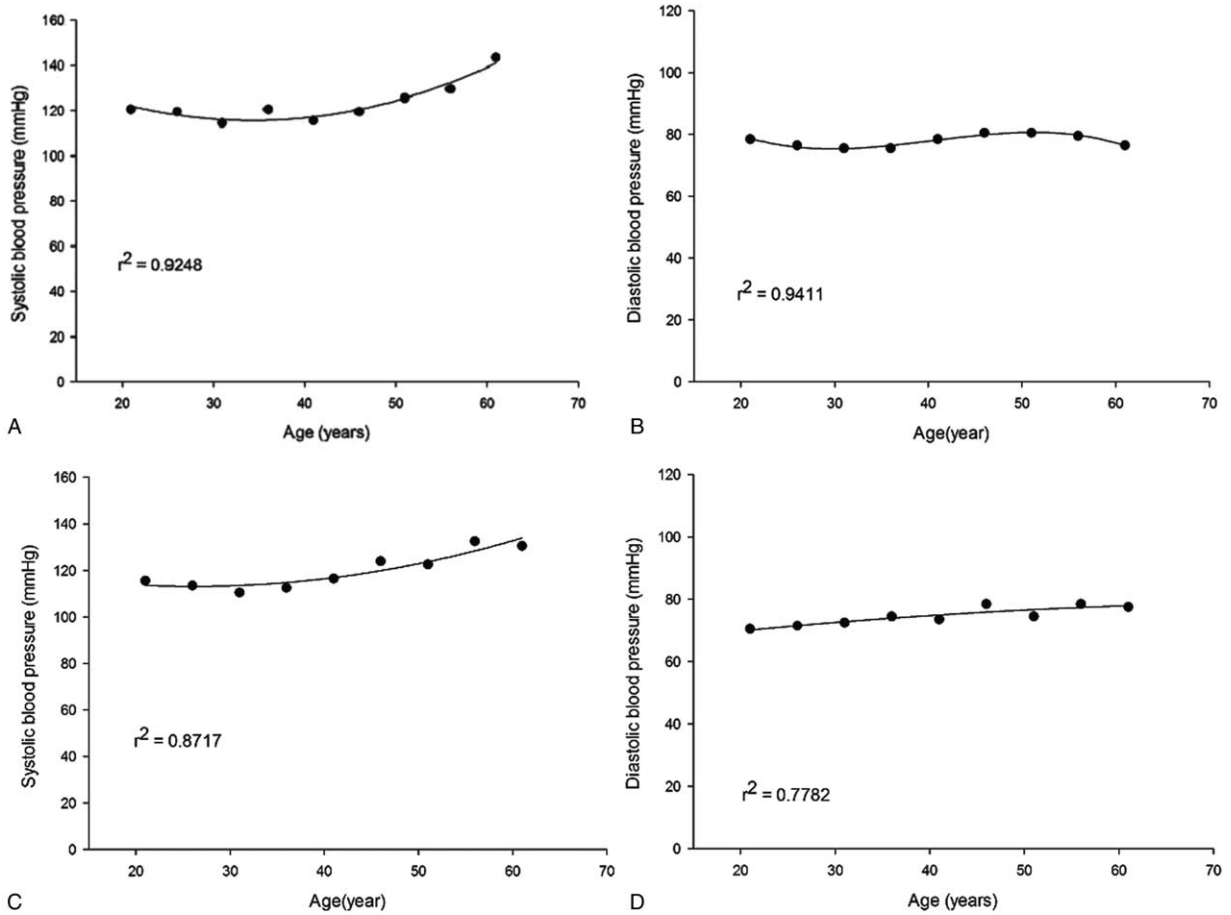 160
140
120
100
80
60
40
20
0
Systolic blood pressure (mmHg)
r2 = 0.9248
20 30 40 50 60 70
Age (years)
A
120
100
80
60
40
20
0
Diastolic blood pressure (mmHg)
r2 = 0.9411
20 30 40 50 60 70
Age(year)
B
160
140
120
100
80
60
40
20
0
Systolic blood pressure (mmHg)
r2 = 0.8717
20 30 40 50 60 70
Age(year)
C
120
100
80
60
40
20
0
Diastolic blood pressure (mmHg)
r2 = 0.7782
20 30 40 50 60 70
Age (years)
D